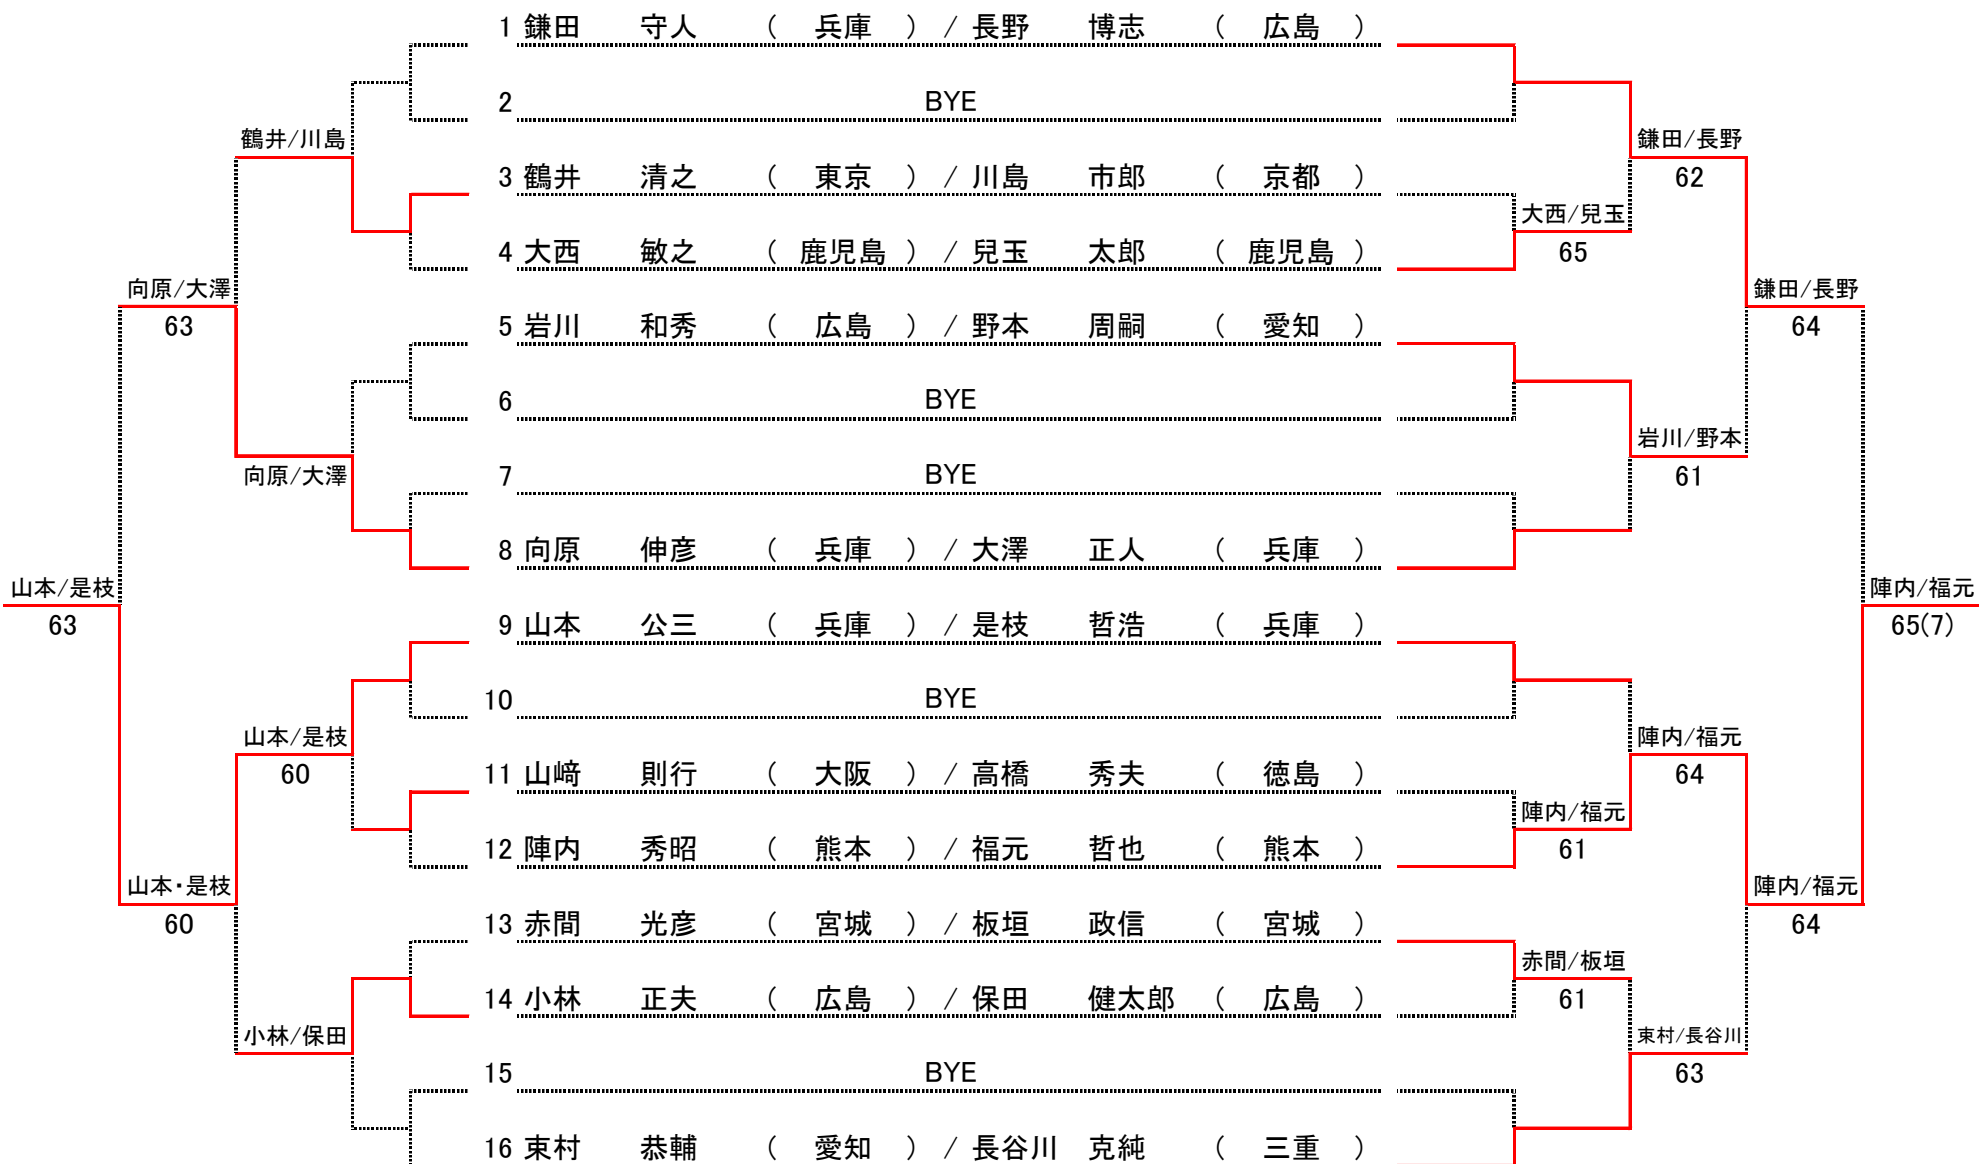 1 鎌田 守人 ( 兵庫 ) / 長野 博志 ( 広島 )
2 BYE
鶴井/川島
鎌田/長野
3 鶴井 清之 ( 東京 ) / 川島 市郎 ( 京都 )
62
大西/兒玉
4 大西 敏之 ( 鹿児島 ) / 兒玉 太郎 ( 鹿児島 )
65
向原/大澤
鎌田/長野
63
5 岩川 和秀 ( 広島 ) / 野本 周嗣 ( 愛知 )
64
6 BYE
岩川/野本
向原/大澤
7 BYE
61
8 向原 伸彦 ( 兵庫 ) / 大澤 正人 ( 兵庫 )
山本/是枝
陣内/福元
63
9 山本 公三 ( 兵庫 ) / 是枝 哲浩 ( 兵庫 )
65(7)
10 BYE
山本/是枝
陣内/福元
60
11 山﨑 則行 ( 大阪 ) / 高橋 秀夫 ( 徳島 )
64
陣内/福元
12 陣内 秀昭 ( 熊本 ) / 福元 哲也 ( 熊本 )
61
山本・是枝
陣内/福元
60
13 赤間 光彦 ( 宮城 ) / 板垣 政信 ( 宮城 )
64
赤間/板垣
14 小林 正夫 ( 広島 ) / 保田 健太郎 ( 広島 )
61
小林/保田
束村/長谷川
15 BYE
63
16 束村 恭輔 ( 愛知 ) / 長谷川 克純 ( 三重 )